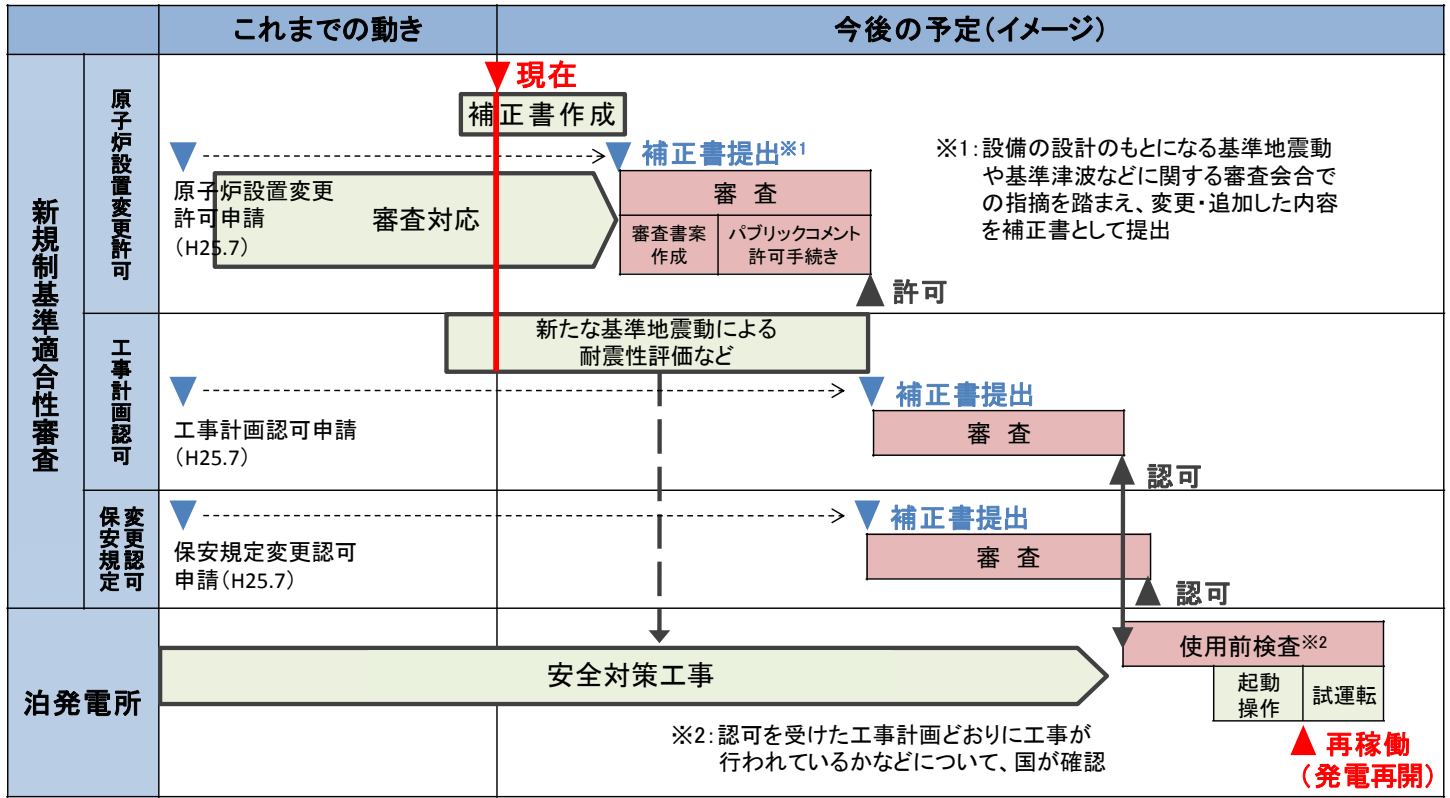 これまでの動き
今後の予定(イメージ)
新規制基準適合性審査
原子炉設置変更許可
現在
補正書作成
補正書提出※1
原子炉設置変更
許可申請
(H25.7)
審査対応
審 査
審査書案
作成
パブリックコメント
許可手続き
許可
※1:設備の設計のもとになる基準地震動
や基準津波などに関する審査会合で
の指摘を踏まえ、変更・追加した内容
を補正書として提出
工事計画認可
新たな基準地震動による
耐震性評価など
補正書提出
工事計画認可申請
(H25.7)
審 査
認可
保安規定
変更認可
補正書提出
保安規定変更認可
申請(H25.7)
審 査
認可
泊発電所
安全対策工事
使用前検査※2
起動
操作
試運転
再稼働
(発電再開)
※2:認可を受けた工事計画どおりに工事が
行われているかなどについて、国が確認